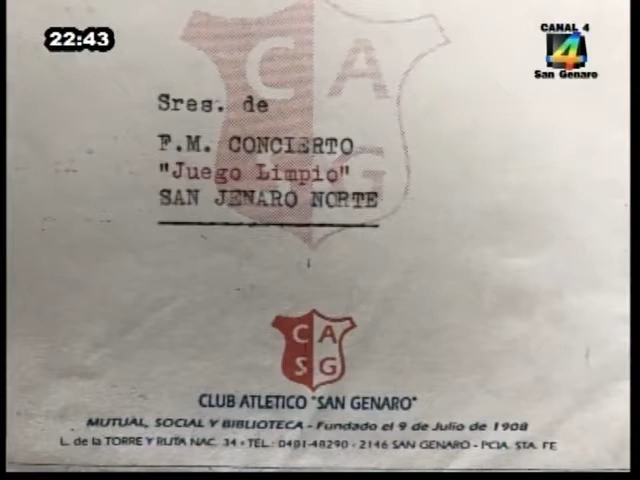 22:43
CANAL 4
4
San Genaro
C A
S G
Sres. de
F.M. CONCIERTO
"Juego Limpio"
SAN JENARO NORTE
C A
S G
CLUB ATLETICO "SAN GENARO"
MUTUAL, SOCIAL Y BIBLIOTECA - Fundado el 9 de Julio de 1908
L. de la TORRE Y RUTA NAC. 34 - TEL.: 0401-48290 - 2146 SAN GENARO - PCIA. STA. FE